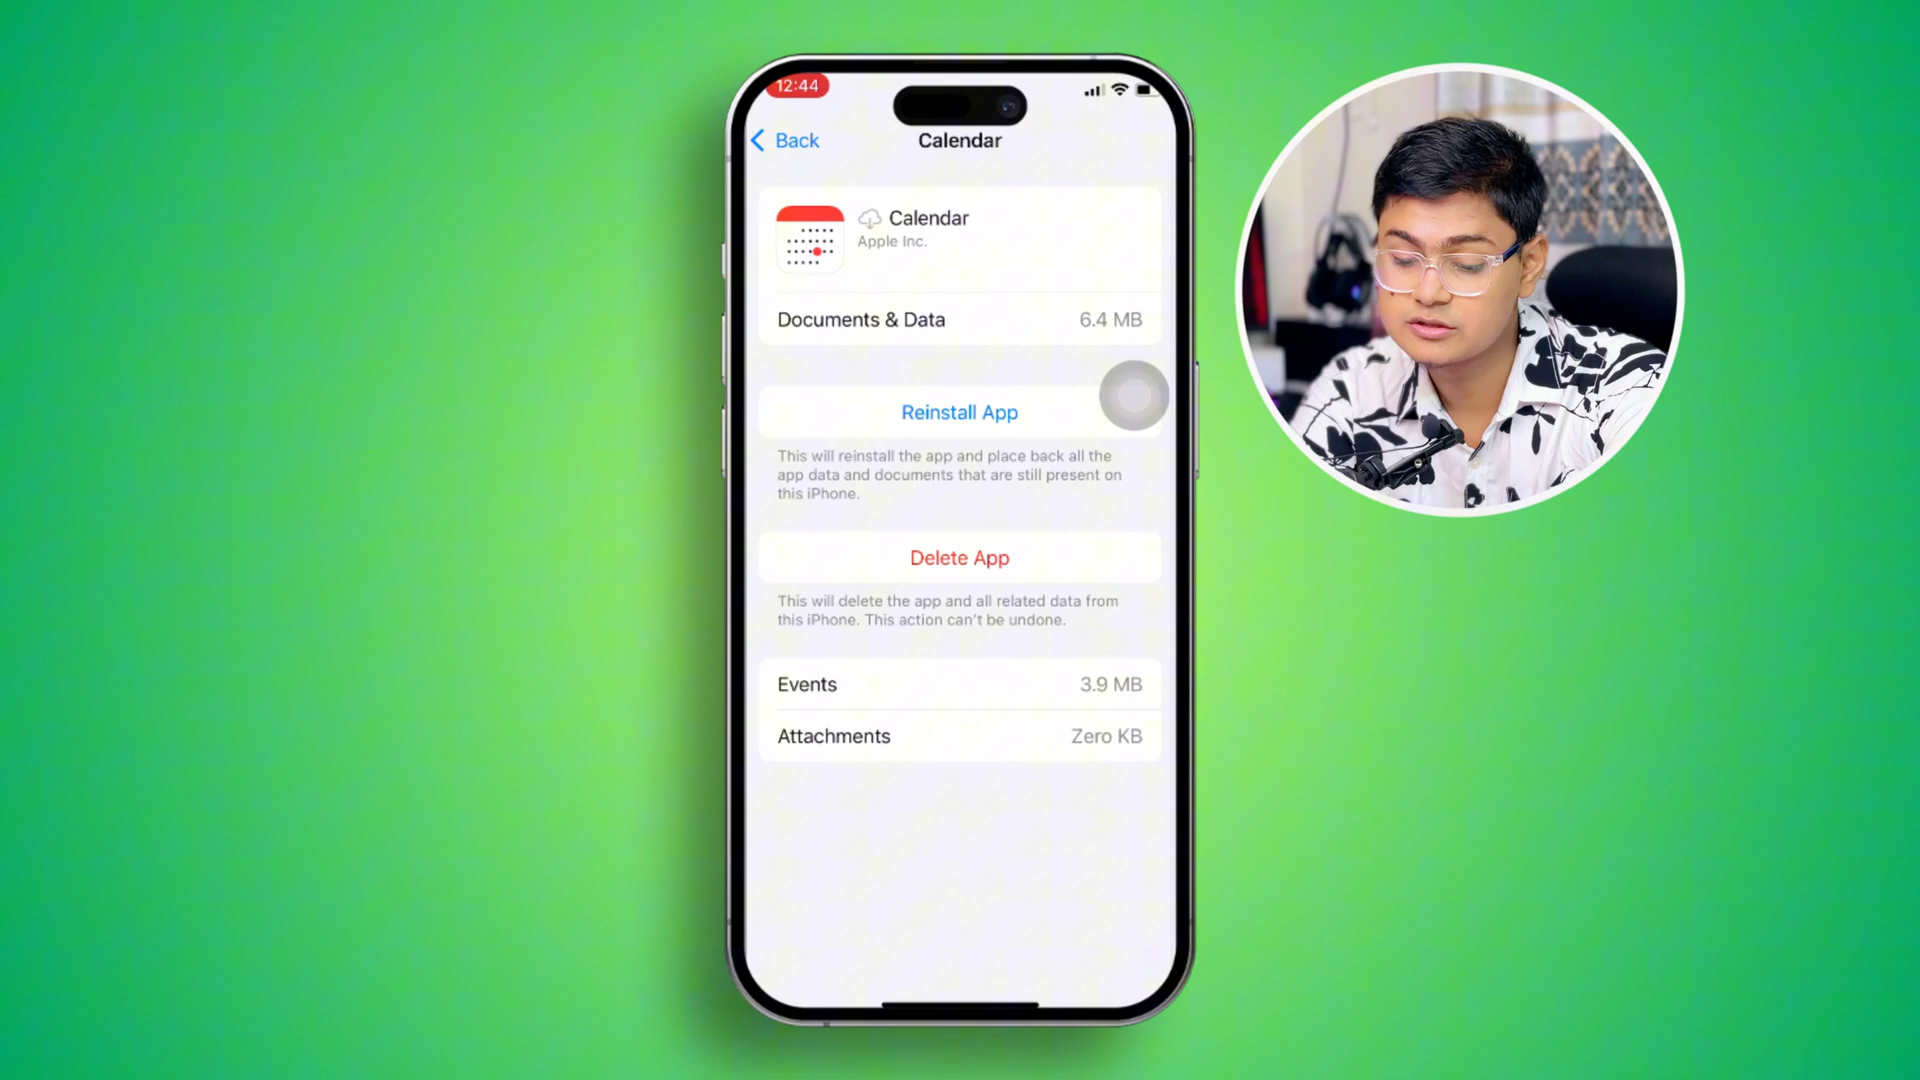 12:44
Back
Calendar
Calendar
Apple Inc.
Documents & Data 6.4 MB
Reinstall App
This will reinstall the app and place back all the
app data and documents that are still present on
this iPhone.
Delete App
This will delete the app and all related data from
this iPhone. This action can't be undone.
Events 3.9 MB
Attachments Zero KB